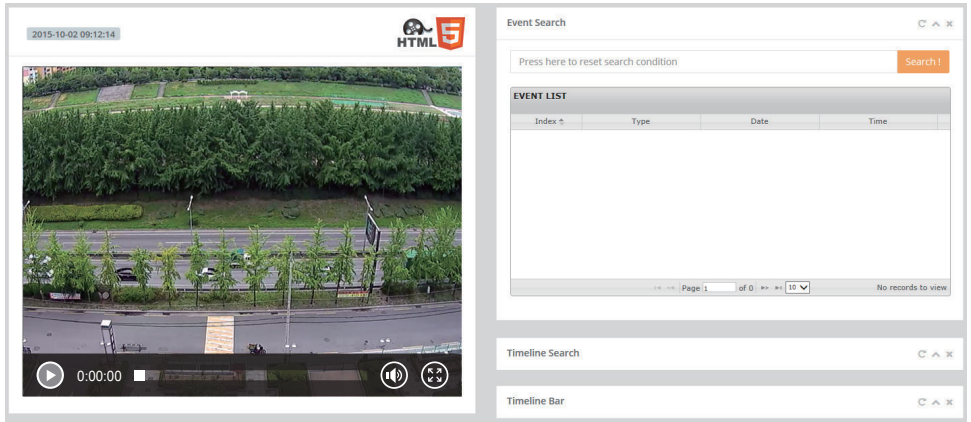 2015-10-02 09:12:14
HTML 5
0:00:00
Event Search
Press here to reset search condition
Search !
EVENT LIST
Index Type Date Time
Page 1 of 0 10 No records to view
Timeline Search
Timeline Bar